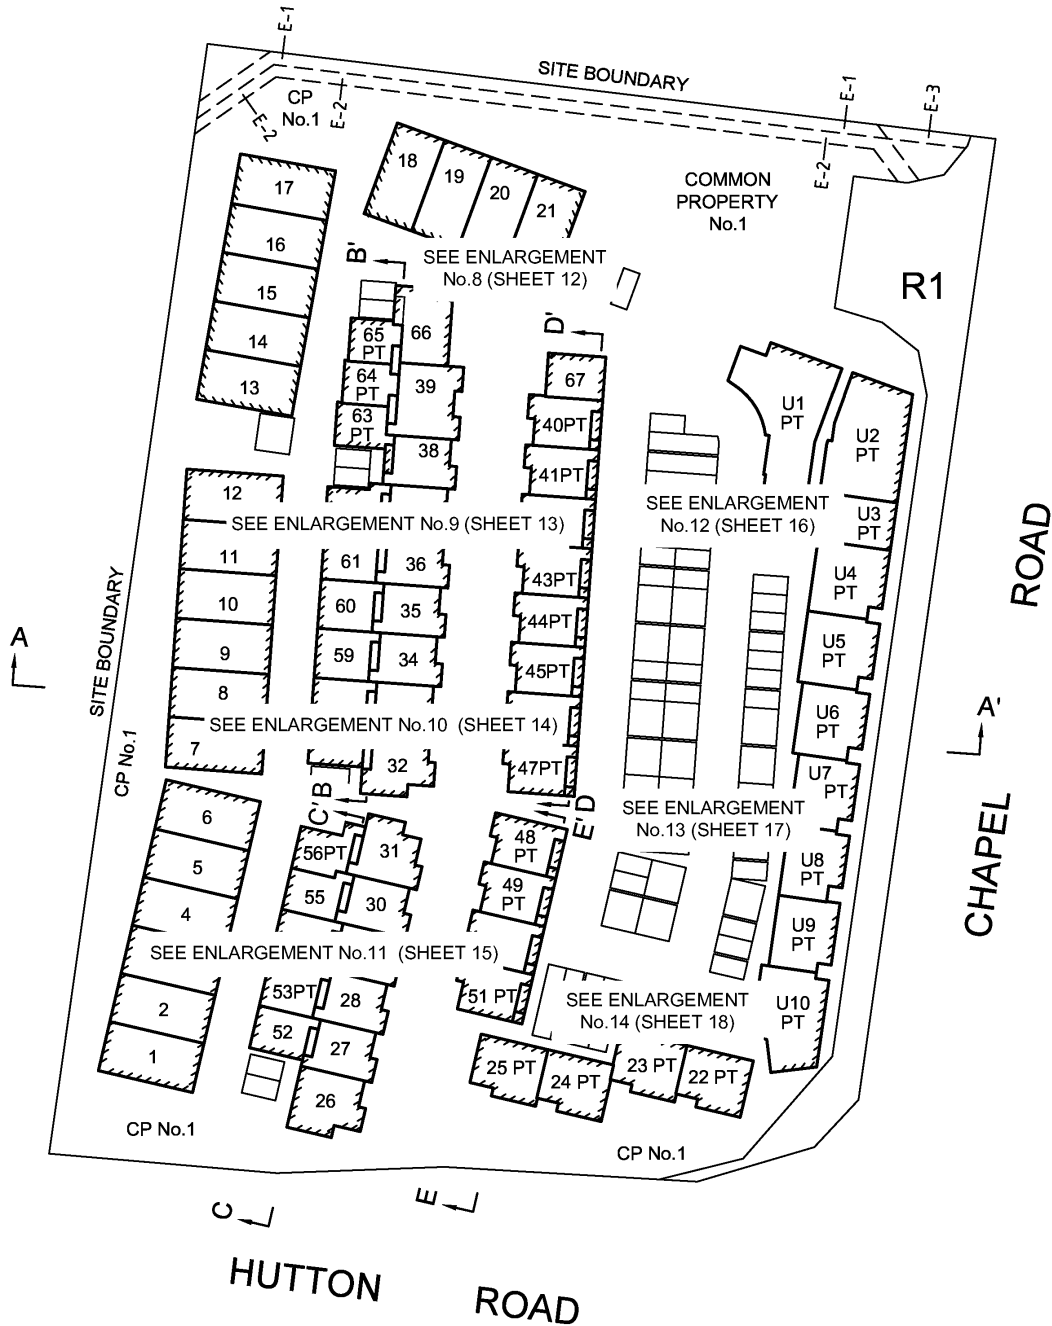 E-1
SITE BOUNDARY
E-1
E-3
CP
No.1
E-2
E-2
E-2
18
19
20
21
COMMON
PROPERTY
No.1
17
16
15
14
13
B'
SEE ENLARGEMENT
No.8 (SHEET 12)
R1
D'
65
PT
66
64
PT
39
63
PT
38
67
40PT
41PT
U1
PT
U2
PT
U3
PT
12
SEE ENLARGEMENT No.9 (SHEET 13)
SEE ENLARGEMENT
No.12 (SHEET 16)
ROAD
11
61
36
43PT
U4
PT
10
60
35
44PT
SITE BOUNDARY
A
9
59
34
45PT
U5
PT
8
SEE ENLARGEMENT No.10 (SHEET 14)
U6
PT
A'
7
32
47PT
U7
PT
CP No.1
B
C'
D
E'
SEE ENLARGEMENT
No.13 (SHEET 17)
6
56PT
31
48
PT
5
55
30
49
PT
U8
PT
CHAPEL
4
U9
PT
SEE ENLARGEMENT No.11 (SHEET 15)
2
53PT
28
51 PT
SEE ENLARGEMENT
No.14 (SHEET 18)
U10
PT
1
52
27
26
25 PT
24 PT
23 PT
22 PT
CP No.1
CP No.1
C
E
HUTTON ROAD